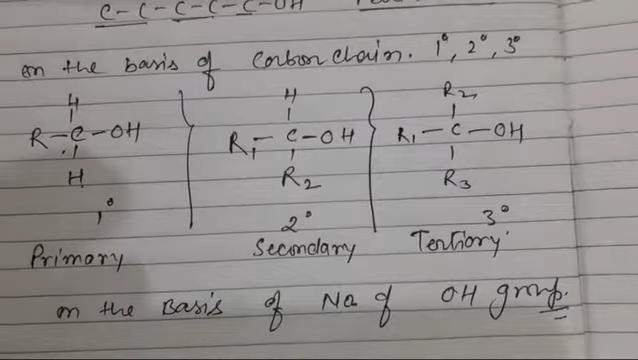 C-C-C-C-C-C-OH
on the basis of Carbon chain. 1°, 2°, 3°
H H R2
R-C-OH R1-C-OH R1-C-OH
H R2 R3
1° 2° 3°
Primary Secondary Tertiory.
on the Basis of No of OH group.